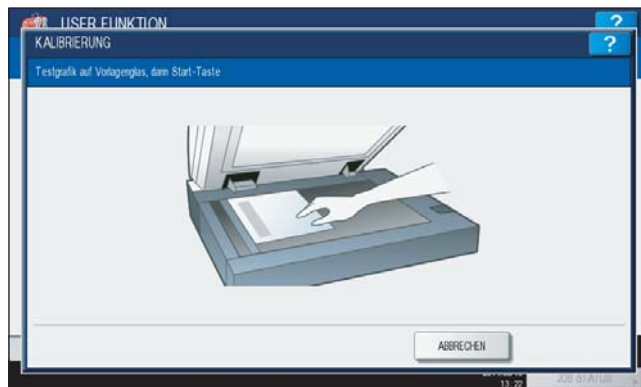 USER FUNKTION
?
KALIBRIERUNG
?
Testgrafik auf Vorlagenglas, dann Start-Taste
ABBRECHEN
13:22
JOB STATUS